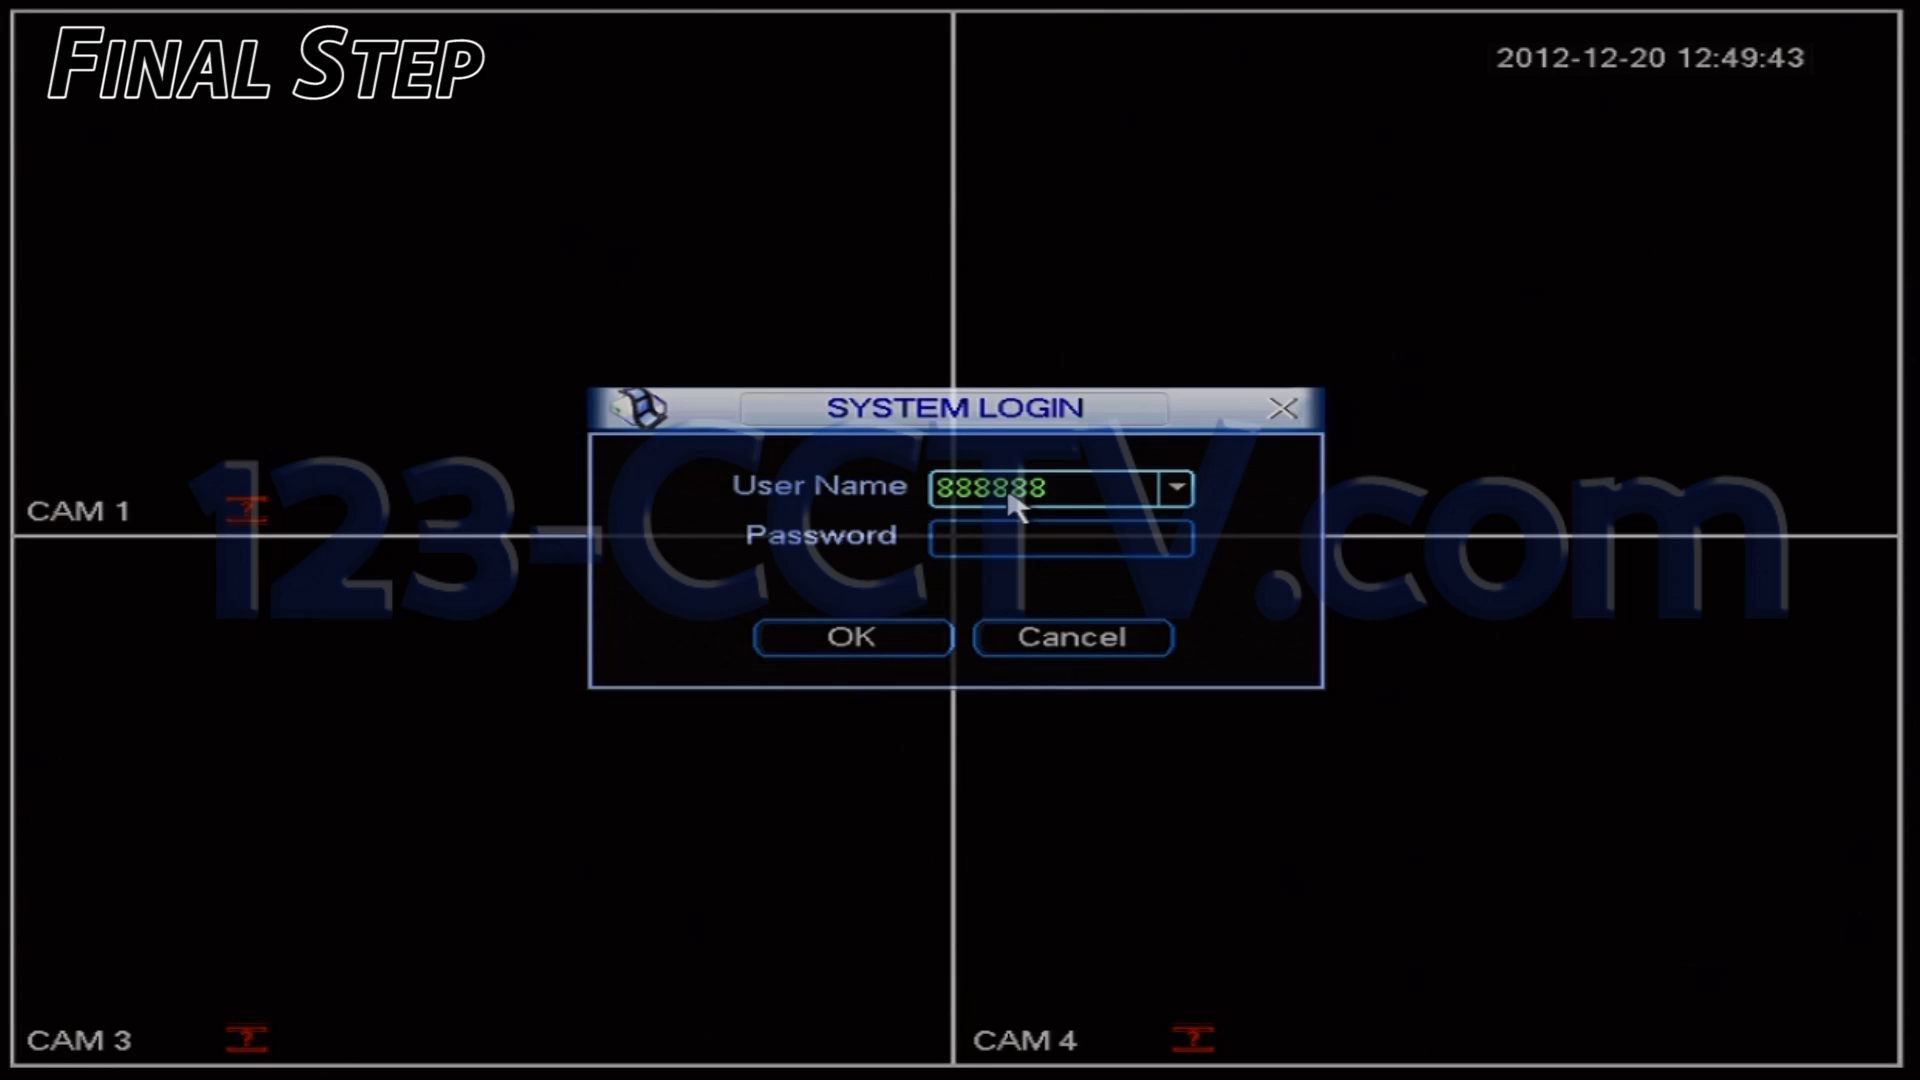 FINAL STEP
2012-12-20 12:49:43
SYSTEM LOGIN
User Name 888888
Password
OK Cancel
123-CCTV.com
CAM 1 ?
CAM 3 ?
CAM 4 ?